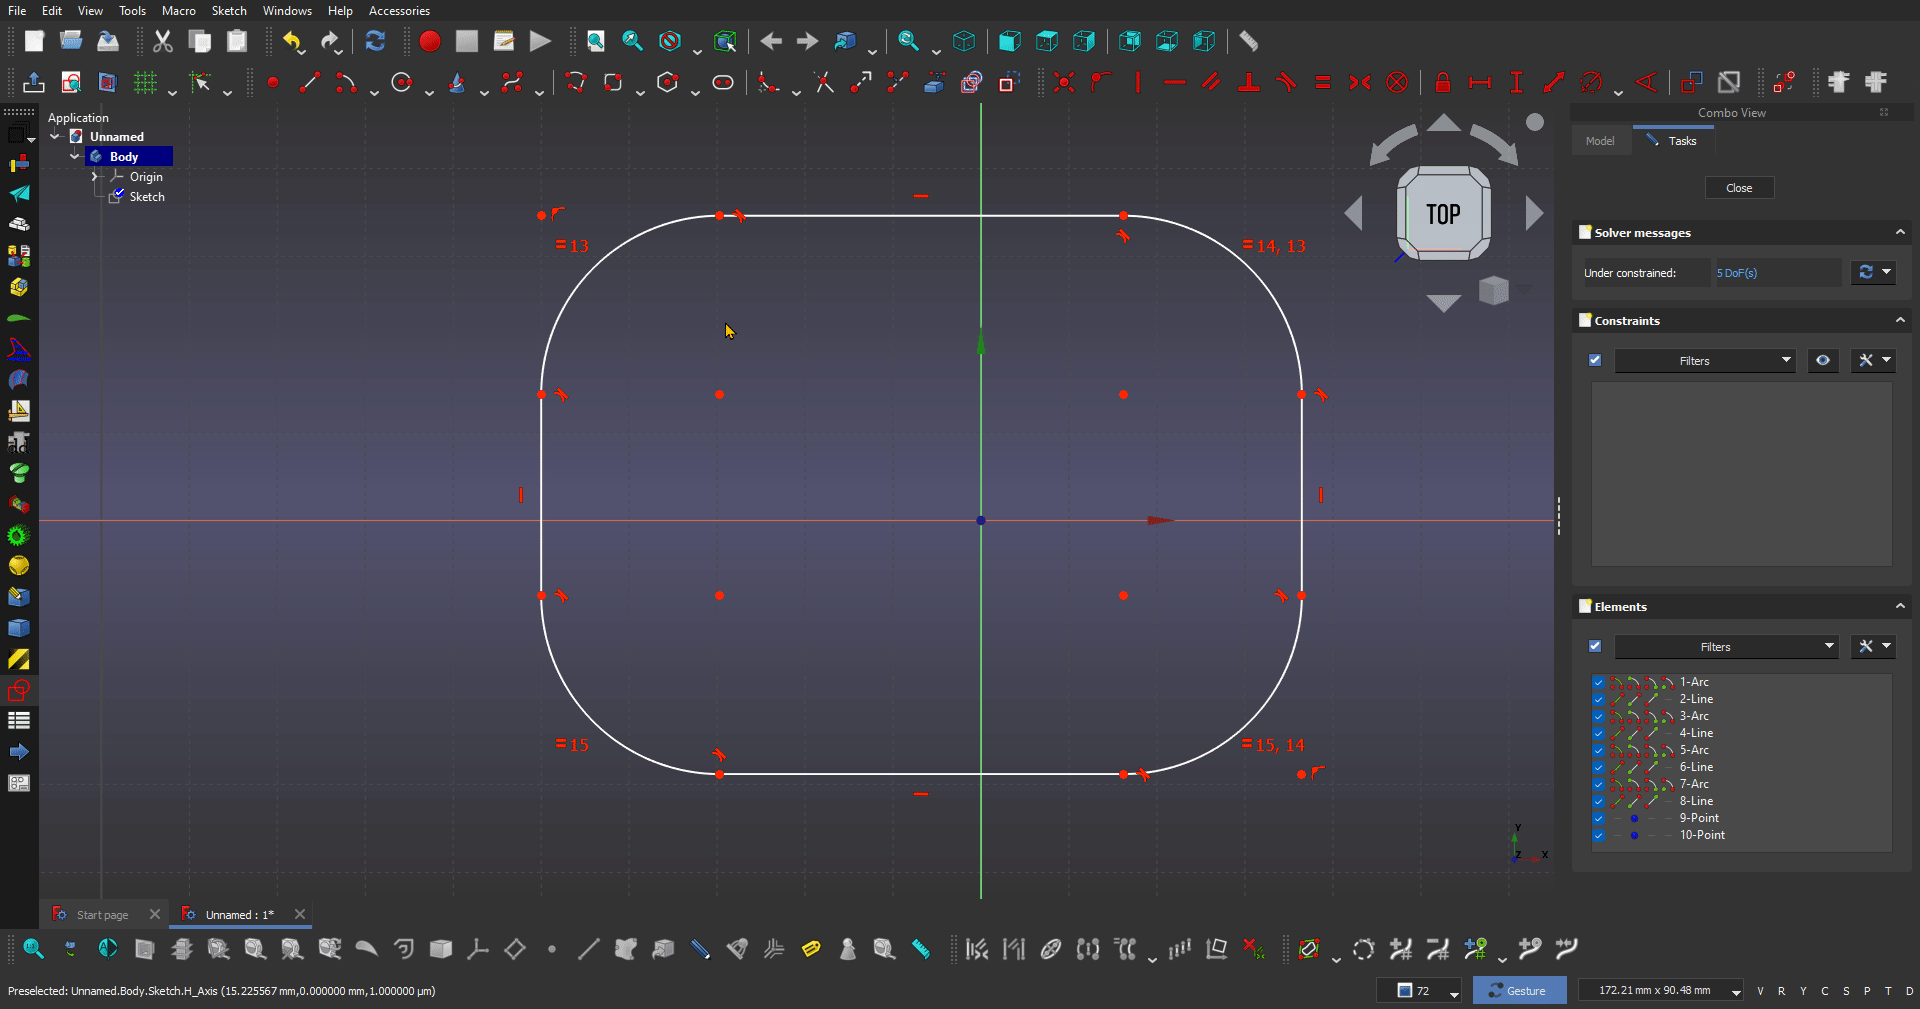 File Edit View Tools Macro Sketch Windows Help Accessories
Application
Unnamed
Body
Origin
Sketch
=13
=14, 13
=15
=15, 14
TOP
Y
Z
X
Combo View
Model
Tasks
Close
Solver messages
Under constrained:
5 DoF(s)
Constraints
Filters
Elements
Filters
1-Arc
2-Line
3-Arc
4-Line
5-Arc
6-Line
7-Arc
8-Line
9-Point
10-Point
Start page
Unnamed : 1*
Preselected: Unnamed.Body.Sketch.H_Axis (15.225567 mm,0.000000 mm,1.000000 µm)
72
Gesture
172.21 mm x 90.48 mm
V R Y C S P T D